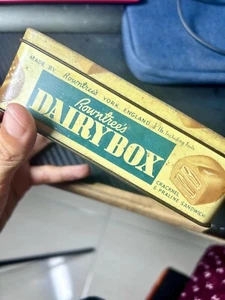 MADE BY Rowntree's YORK, ENGLAND
Rowntree's
DAIRY BOX
CRACKNEL
& PRALINE SANDWICH